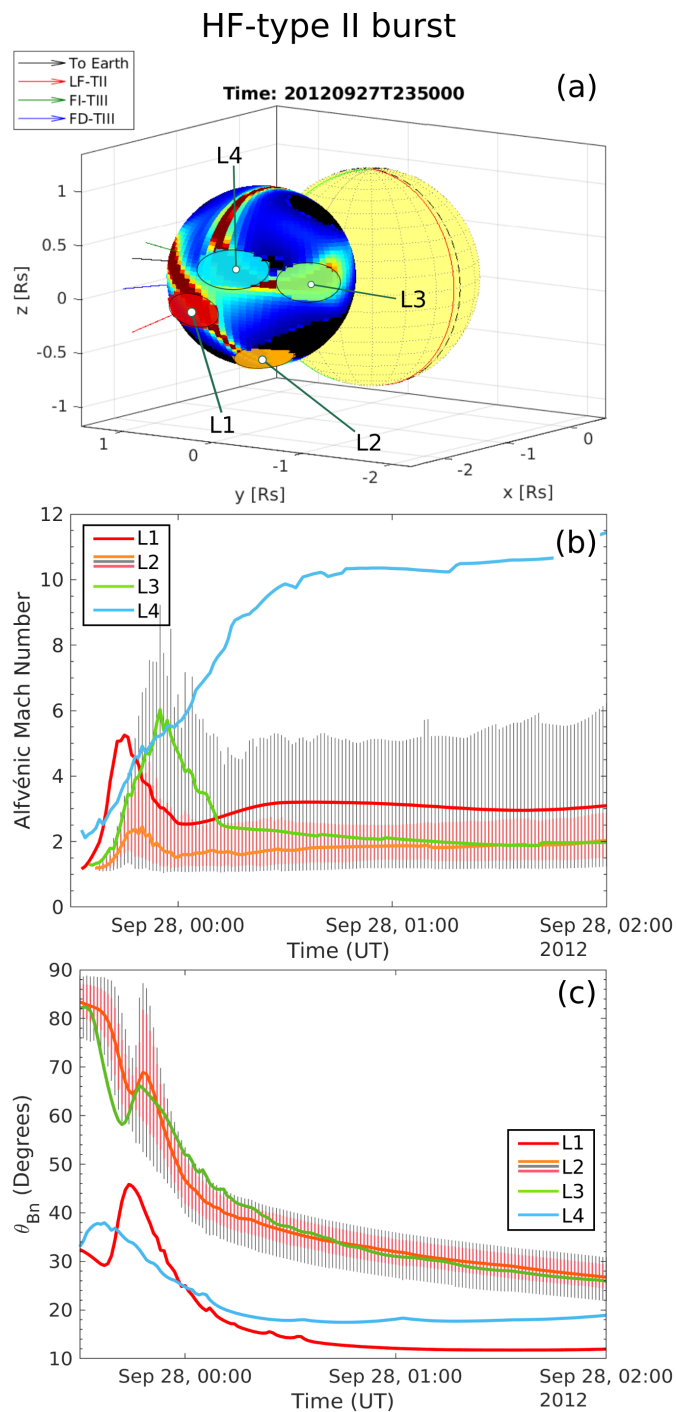 HF-type II burst
To Earth
LF-TII
FI-TIII
FD-TIII
Time: 20120927T235000
(a)
L4
L3
L1
L2
z [Rs]
1
0.5
0
-0.5
-1
1
0
-1
-2
y [Rs]
-2
-1
0
x [Rs]
(b)
L1
L2
L3
L4
Alfvénic Mach Number
12
10
8
6
4
2
0
Sep 28, 00:00
Sep 28, 01:00
Sep 28, 02:00
Time (UT)
2012
(c)
L1
L2
L3
L4
θBn (Degrees)
90
80
70
60
50
40
30
20
10
Sep 28, 00:00
Sep 28, 01:00
Sep 28, 02:00
Time (UT)
2012